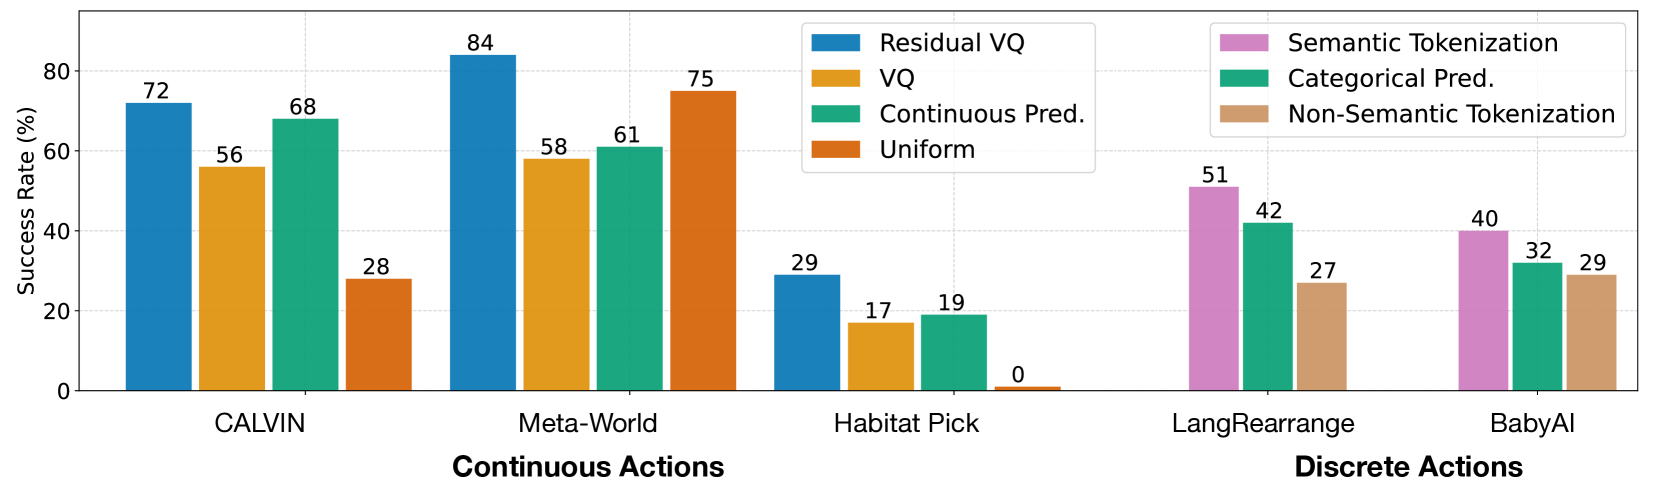 Success Rate (%)
80
60
40
20
0
72
56
68
28
84
58
61
75
29
17
19
0
51
42
27
40
32
29
Residual VQ
VQ
Continuous Pred.
Uniform
Semantic Tokenization
Categorical Pred.
Non-Semantic Tokenization
CALVIN
Meta-World
Habitat Pick
LangRearrange
BabyAI
Continuous Actions
Discrete Actions